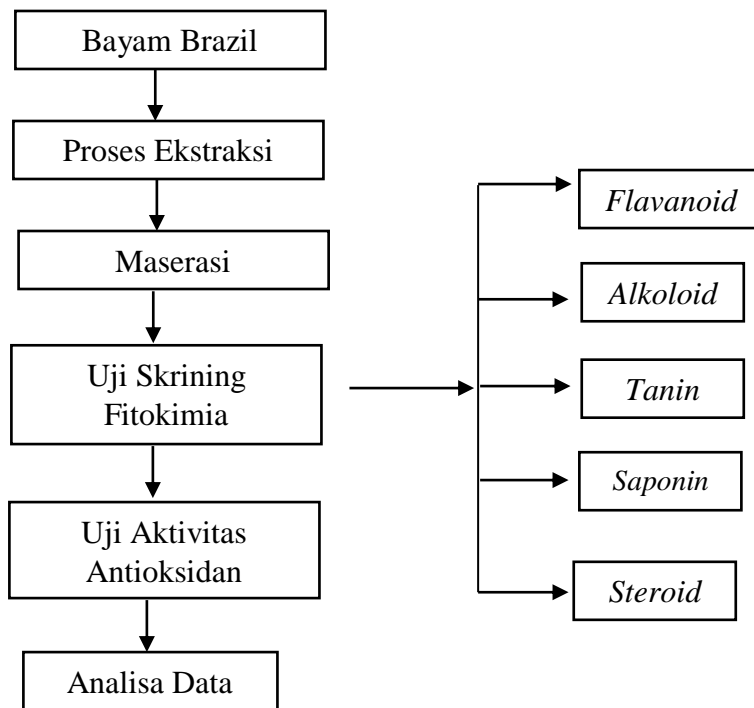 Bayam Brazil
Proses Ekstraksi
Maserasi
Uji Skrining
Fitokimia
Uji Aktivitas
Antioksidan
Analisa Data
Flavanoid
Alkoloid
Tanin
Saponin
Steroid